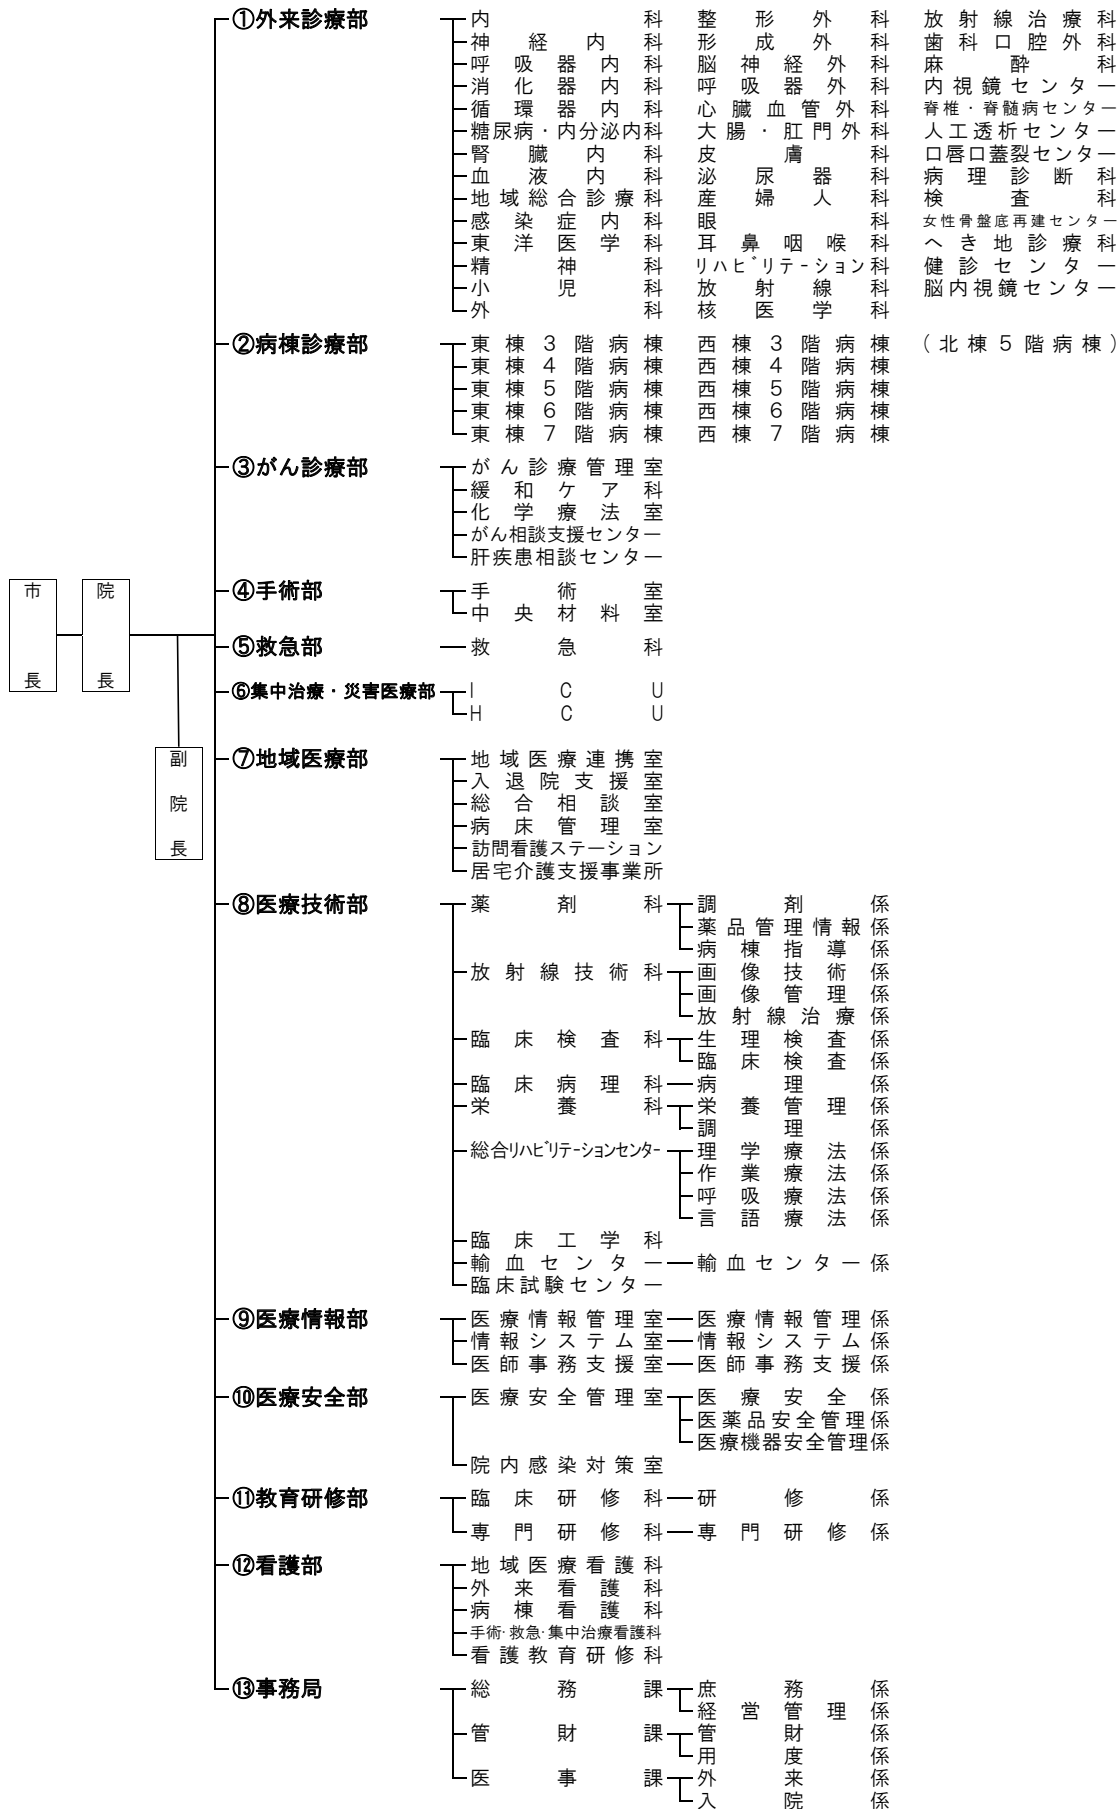 ①外来診療部 内科 整形外科 放射線治療科
神経内科 形成外科 歯科口腔外科
呼吸器内科 脳神経外科 麻酔科
消化器内科 呼吸器外科 内視鏡センター
循環器内科 心臓血管外科 脊椎・脊髄病センター
糖尿病・内分泌内科 大腸・肛門外科 人工透析センター
腎臓内科 皮膚科 口唇口蓋裂センター
血液内科 泌尿器科 病理診断科
地域総合診療科 産婦人科 検査科
感染症内科 眼科 女性骨盤底再建センター
東洋医学科 耳鼻咽喉科 へき地診療科
精神科 リハビリテーション科 健診センター
小児科 放射線科 脳内視鏡センター
外科 核医学科
②病棟診療部 東棟3階病棟 西棟3階病棟 (北棟5階病棟)
東棟4階病棟 西棟4階病棟
東棟5階病棟 西棟5階病棟
東棟6階病棟 西棟6階病棟
東棟7階病棟 西棟7階病棟
③がん診療部 がん診療管理室
緩和ケア科
化学療法室
がん相談支援センター
肝疾患相談センター
市長 院長
④手術部 手術室
中央材料室
⑤救急部 救急科
⑥集中治療・災害医療部 ICU
HCU
副院長
⑦地域医療部 地域医療連携室
入退院支援室
総合相談室
病床管理室
訪問看護ステーション
居宅介護支援事業所
⑧医療技術部 薬剤科 調剤係
薬品管理情報係
病棟指導係
放射線技術科 画像技術係
画像管理係
放射線治療係
臨床検査科 生理検査係
臨床検査係
臨床病理科 病理係
栄養科 栄養管理係
調理係
総合リハビリテーションセンター 理学療法係
作業療法係
呼吸療法係
言語療法係
臨床工学科
輸血センター 輸血センター係
臨床試験センター
⑨医療情報部 医療情報管理室 医療情報管理係
情報システム室 情報システム係
医師事務支援室 医師事務支援係
⑩医療安全部 医療安全管理室 医療安全係
医薬品安全管理係
医療機器安全管理係
院内感染対策室
⑪教育研修部 臨床研修科 研修係
専門研修科 専門研修係
⑫看護部 地域医療看護科
外来看護科
病棟看護科
手術・救急・集中治療看護科
看護教育研修科
⑬事務局 総務課 庶務係
経営管理係
管財課 管財係
用度係
医事課 外来係
入院係